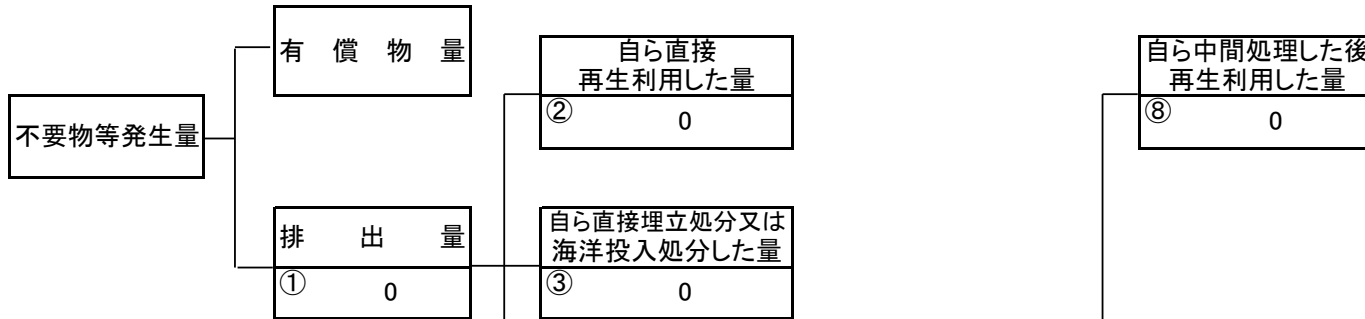 有償物量
自ら直接
再生利用した量
② 0
自ら中間処理した後
再生利用した量
⑧ 0
不要物等発生量
排出量
① 0
自ら直接埋立処分又は
海洋投入処分した量
③ 0